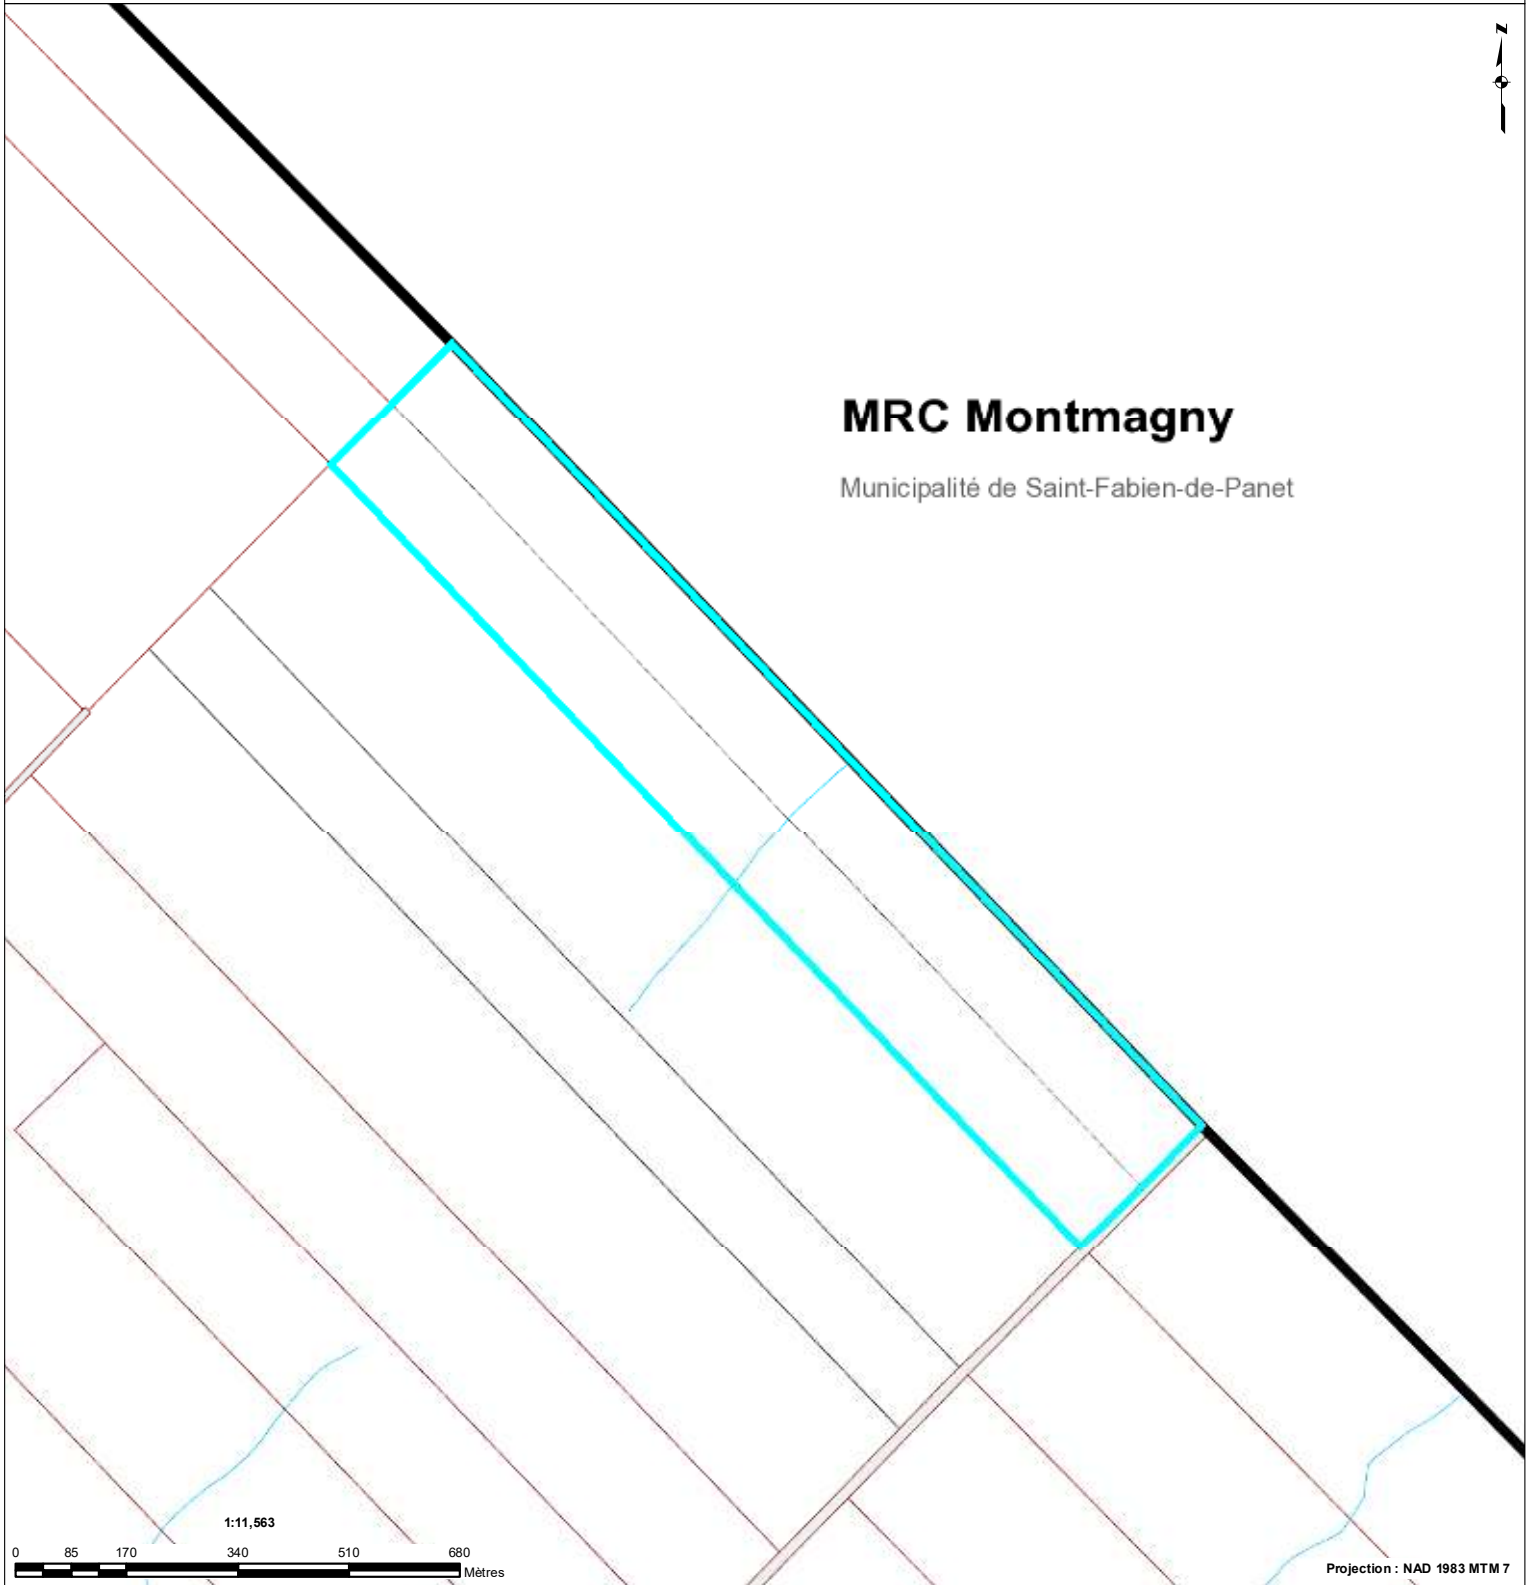 N
MRC Montmagny
Municipalité de Saint-Fabien-de-Panet
1:11,563
0 85 170 340 510 680
Mètres
Projection : NAD 1983 MTM 7